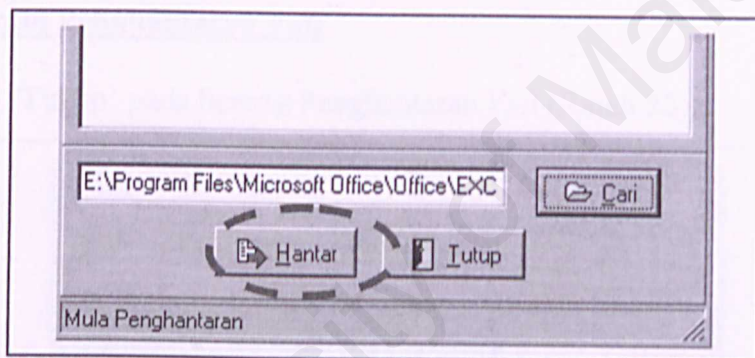 E:\Program Files\Microsoft Office\Office\EXC
Cari
Hantar
Tutup
Mula Penghantaran